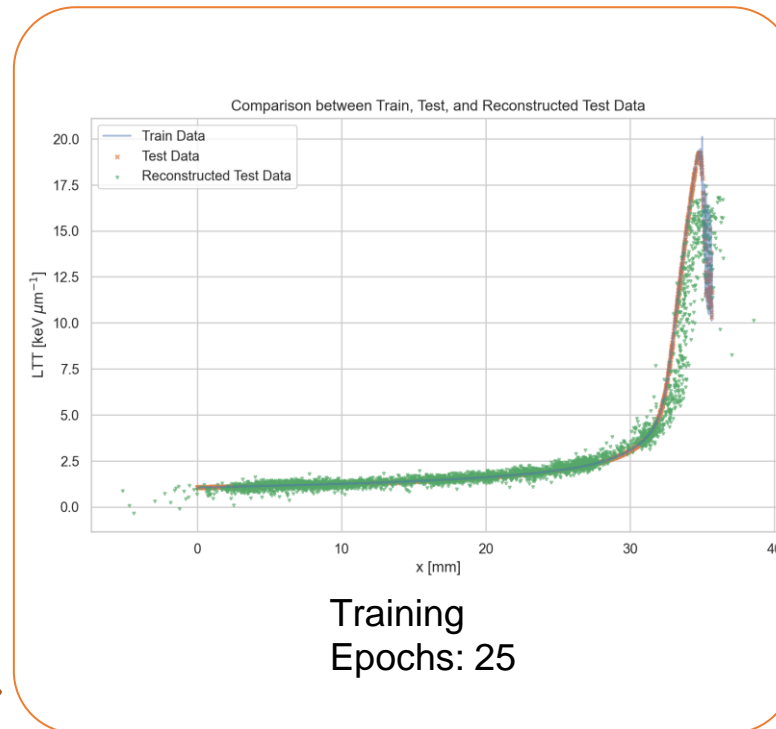 Comparison between Train, Test, and Reconstructed Test Data
Train Data
Test Data
Reconstructed Test Data
20.0
17.5
15.0
12.5
10.0
7.5
5.0
2.5
0.0
LTT [keV μm⁻¹]
0 10 20 30 40
x [mm]
Training
Epochs: 25